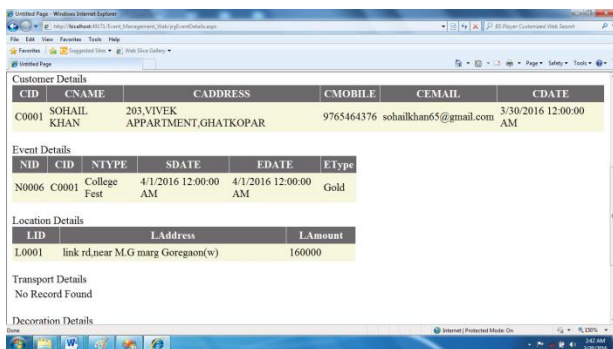 Untitled Page - Windows Internet Explorer
http://localhost:49171/Event_Management_Web/pgEventDetails.aspx
File Edit View Favorites Tools Help
Favorites Suggested Sites Web Slice Gallery
Untitled Page Page Safety Tools
Customer Details
CID CNAME CADDRESS CMOBILE CEMAIL CDATE
C0001 SOHAIL KHAN 203,VIVEK APPARTMENT,GHATKOPAR 9765464376 sohailkhan65@gmail.com 3/30/2016 12:00:00 AM
Event Details
NID CID NTYPE SDATE EDATE EType
N0006 C0001 College Fest 4/1/2016 12:00:00 AM 4/1/2016 12:00:00 AM Gold
Location Details
LID LAddress LAmount
L0001 link rd,near M.G marg Goregaon(w) 160000
Transport Details
No Record Found
Decoration Details
Done Internet | Protected Mode: On
2:42 AM